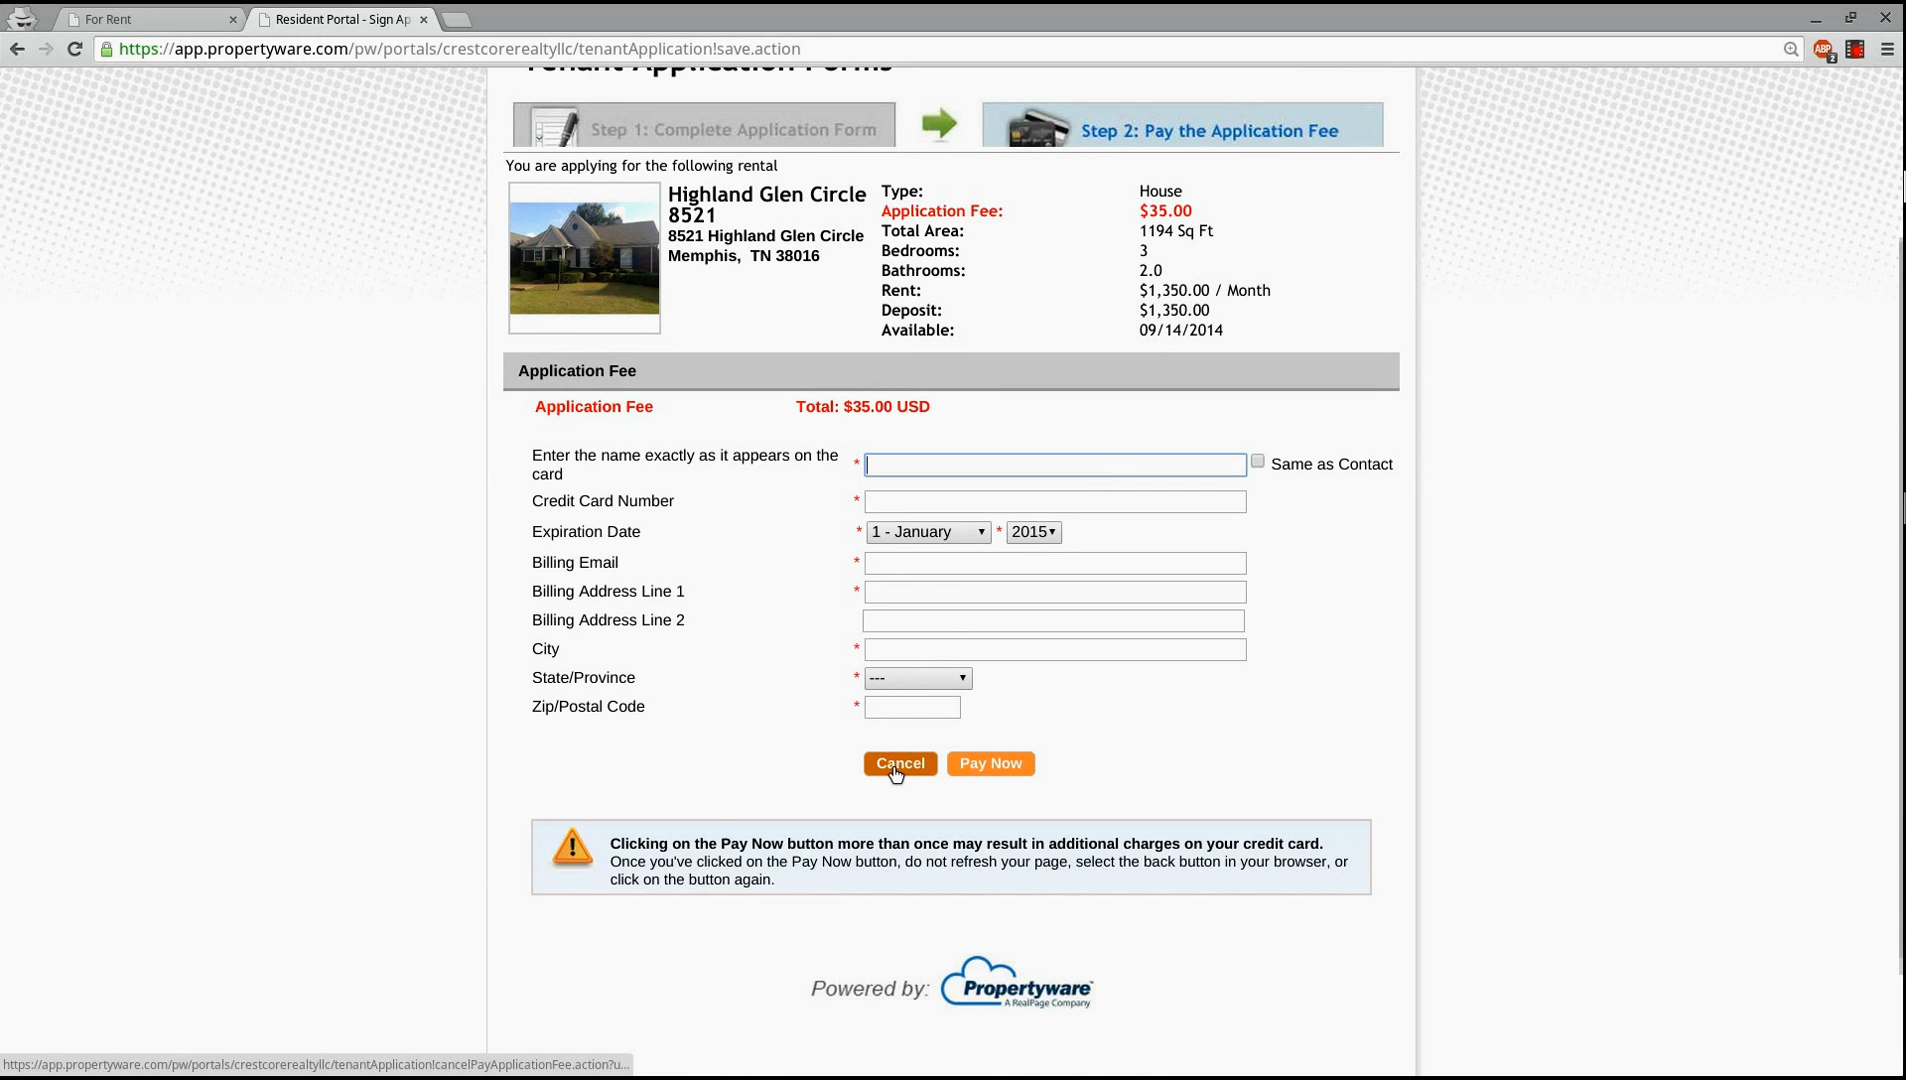 For Rent
Resident Portal - Sign Ap
https://app.propertyware.com/pw/portals/crestcorerealtyllc/tenantApplication!save.action
ABP
2
Tenant Application Forms
Step 1: Complete Application Form
Step 2: Pay the Application Fee
You are applying for the following rental
Highland Glen Circle
8521
8521 Highland Glen Circle
Memphis, TN 38016
Type: House
Application Fee: $35.00
Total Area: 1194 Sq Ft
Bedrooms: 3
Bathrooms: 2.0
Rent: $1,350.00 / Month
Deposit: $1,350.00
Available: 09/14/2014
Application Fee
Application Fee Total: $35.00 USD
Enter the name exactly as it appears on the
card
* Same as Contact
Credit Card Number *
Expiration Date * 1 - January * 2015
Billing Email *
Billing Address Line 1 *
Billing Address Line 2
City *
State/Province * ---
Zip/Postal Code *
Cancel Pay Now
Clicking on the Pay Now button more than once may result in additional charges on your credit card.
Once you've clicked on the Pay Now button, do not refresh your page, select the back button in your browser, or
click on the button again.
Powered by: Propertyware
A RealPage Company
https://app.propertyware.com/pw/portals/crestcorerealtyllc/tenantApplication!cancelPayApplicationFee.action?u...